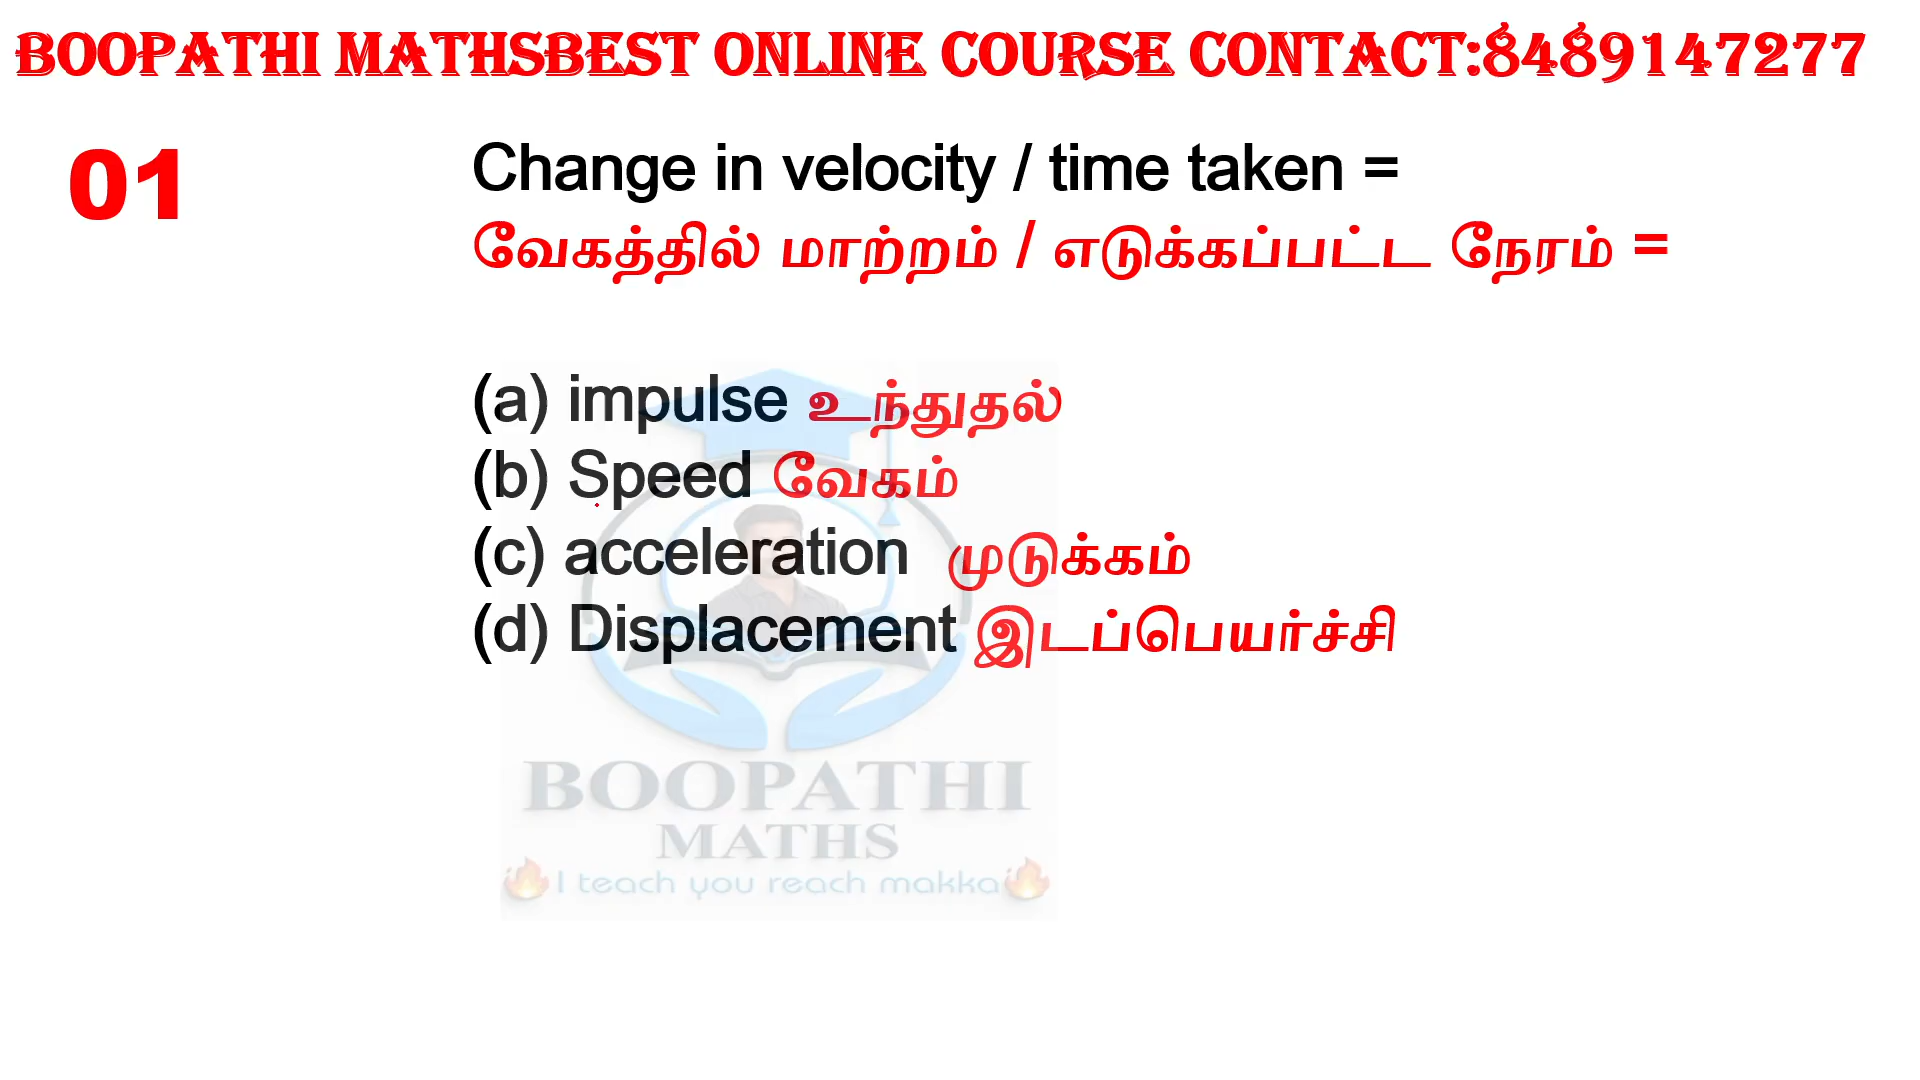 BOOPATHI MATHSBEST ONLINE COURSE CONTACT:8489147277
01
Change in velocity / time taken =
வேகத்தில் மாற்றம் / எடுக்கப்பட்ட நேரம் =
(a) impulse உந்துதல்
(b) Speed வேகம்
(c) acceleration முடுக்கம்
(d) Displacement இடப்பெயர்ச்சி
BOOPATHI
MATHS
🔥I teach you reach makka🔥